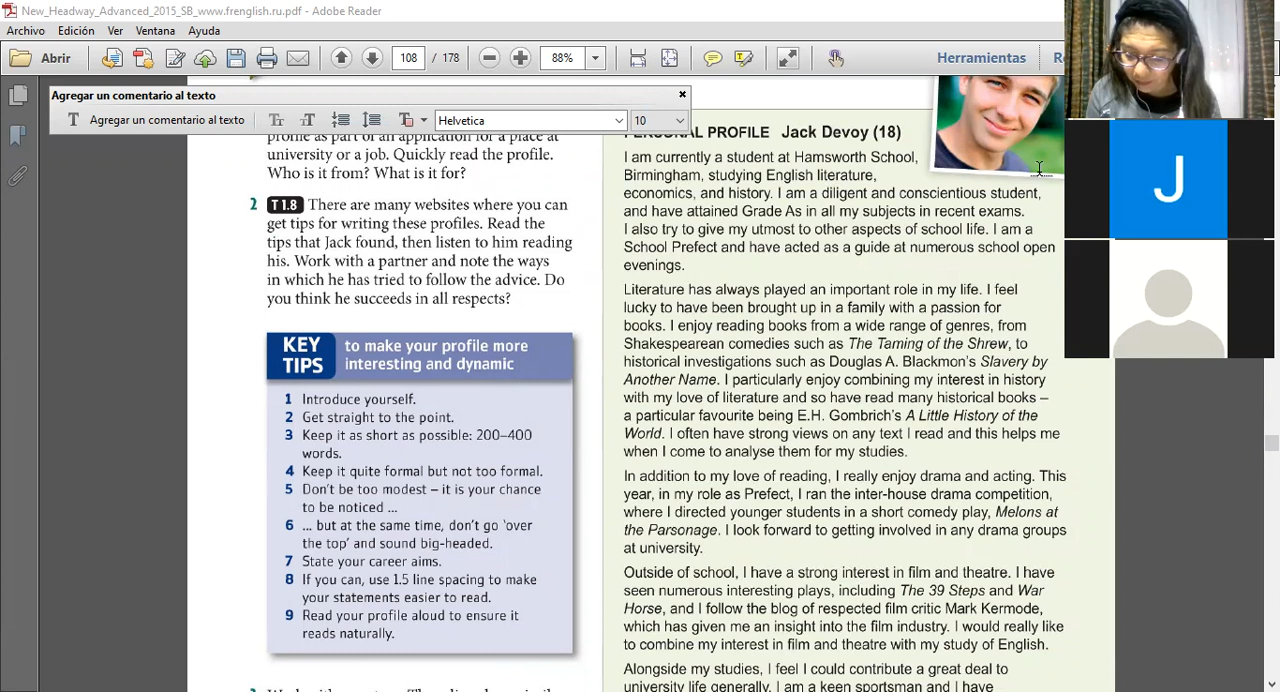 New_Headway_Advanced_2015_SB_www.frenglish.ru.pdf - Adobe Reader
Archivo Edición Ver Ventana Ayuda
Abrir 108 / 178 88% Herramientas
Agregar un comentario al texto
Agregar un comentario al texto Helvetica 10
profile as part of an application for a place at
university or a job. Quickly read the profile.
Who is it from? What is it for?
2 T 1.8 There are many websites where you can
get tips for writing these profiles. Read the
tips that Jack found, then listen to him reading
his. Work with a partner and note the ways
in which he has tried to follow the advice. Do
you think he succeeds in all respects?
KEY TIPS
to make your profile more
interesting and dynamic
1 Introduce yourself.
2 Get straight to the point.
3 Keep it as short as possible: 200–400
words.
4 Keep it quite formal but not too formal.
5 Don't be too modest – it is your chance
to be noticed ...
6 ... but at the same time, don't go 'over
the top' and sound big-headed.
7 State your career aims.
8 If you can, use 1.5 line spacing to make
your statements easier to read.
9 Read your profile aloud to ensure it
reads naturally.
PERSONAL PROFILE Jack Devoy (18)
I am currently a student at Hamsworth School,
Birmingham, studying English literature,
economics, and history. I am a diligent and conscientious student,
and have attained Grade As in all my subjects in recent exams.
I also try to give my utmost to other aspects of school life. I am a
School Prefect and have acted as a guide at numerous school open
evenings.
Literature has always played an important role in my life. I feel
lucky to have been brought up in a family with a passion for
books. I enjoy reading books from a wide range of genres, from
Shakespearean comedies such as The Taming of the Shrew, to
historical investigations such as Douglas A. Blackmon's Slavery by
Another Name. I particularly enjoy combining my interest in history
with my love of literature and so have read many historical books –
a particular favourite being E.H. Gombrich's A Little History of the
World. I often have strong views on any text I read and this helps me
when I come to analyse them for my studies.
In addition to my love of reading, I really enjoy drama and acting. This
year, in my role as Prefect, I ran the inter-house drama competition,
where I directed younger students in a short comedy play, Melons at
the Parsonage. I look forward to getting involved in any drama groups
at university.
Outside of school, I have a strong interest in film and theatre. I have
seen numerous interesting plays, including The 39 Steps and War
Horse, and I follow the blog of respected film critic Mark Kermode,
which has given me an insight into the film industry. I would really like
to combine my interest in film and theatre with my study of English.
Alongside my studies, I feel I could contribute a great deal to
university life generally. I am a keen sportsman and I have
J